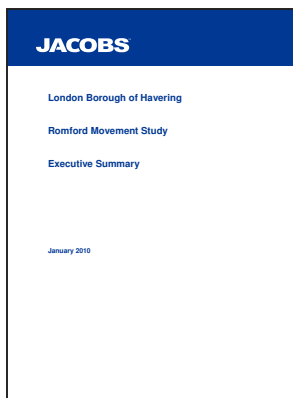 JACOBS
London Borough of Havering
Romford Movement Study
Executive Summary
January 2010